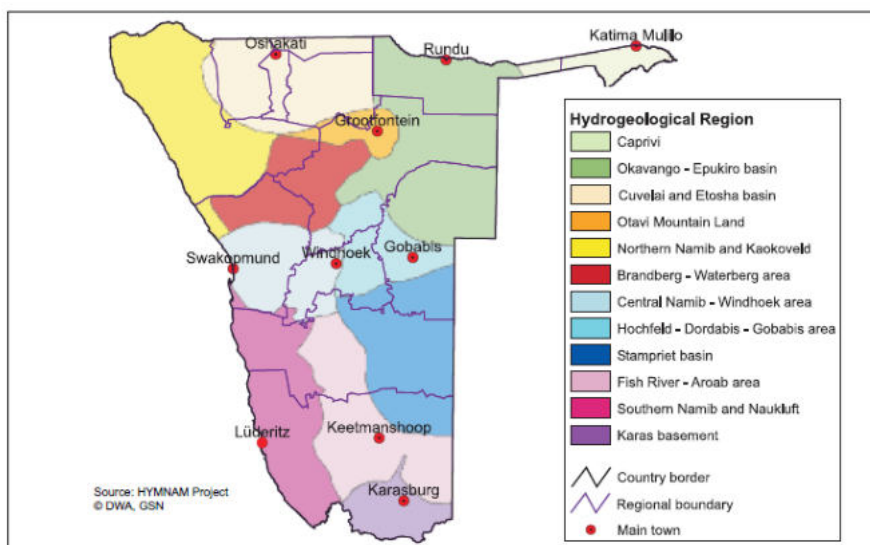 Oshakati
Rundu
Katima Mulilo
Grootfontein
Swakopmund
Windhoek
Gobabis
Lüderitz
Keetmanshoop
Karasburg
Source: HYMNAM Project
© DWA, GSN
Hydrogeological Region
Caprivi
Okavango - Epukiro basin
Cuvelai and Etosha basin
Otavi Mountain Land
Northern Namib and Kaokoveld
Brandberg - Waterberg area
Central Namib - Windhoek area
Hochfeld - Dordabis - Gobabis area
Stampriet basin
Fish River - Aroab area
Southern Namib and Naukluft
Karas basement
Country border
Regional boundary
Main town